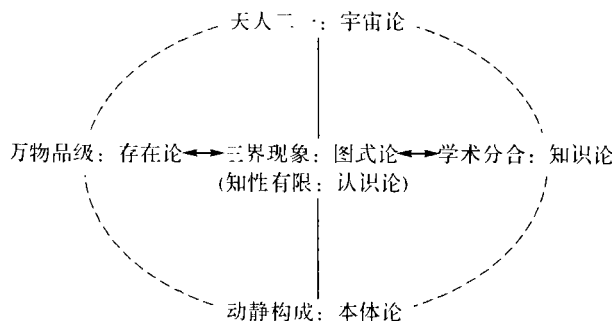 天人二一：宇宙论
万物品级：存在论 三界现象：图式论 学术分合：知识论
(知性有限：认识论)
动静构成：本体论